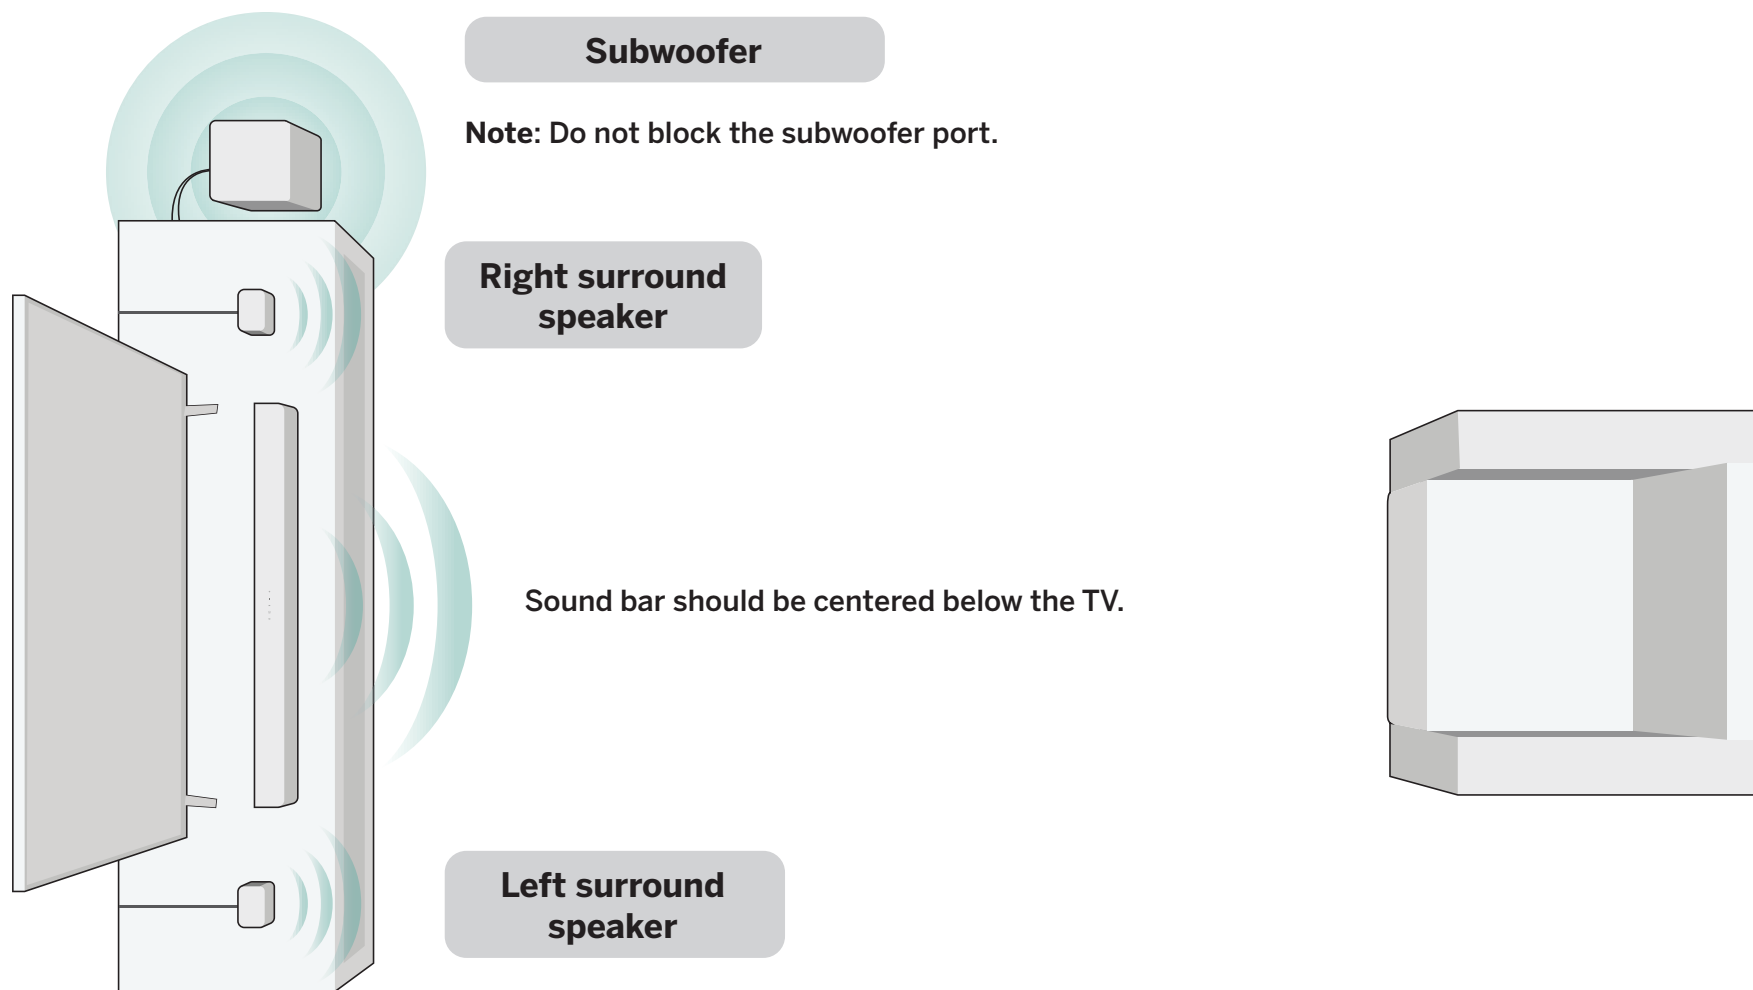 Subwoofer
Note: Do not block the subwoofer port.
Right surround
speaker
Sound bar should be centered below the TV.
Left surround
speaker